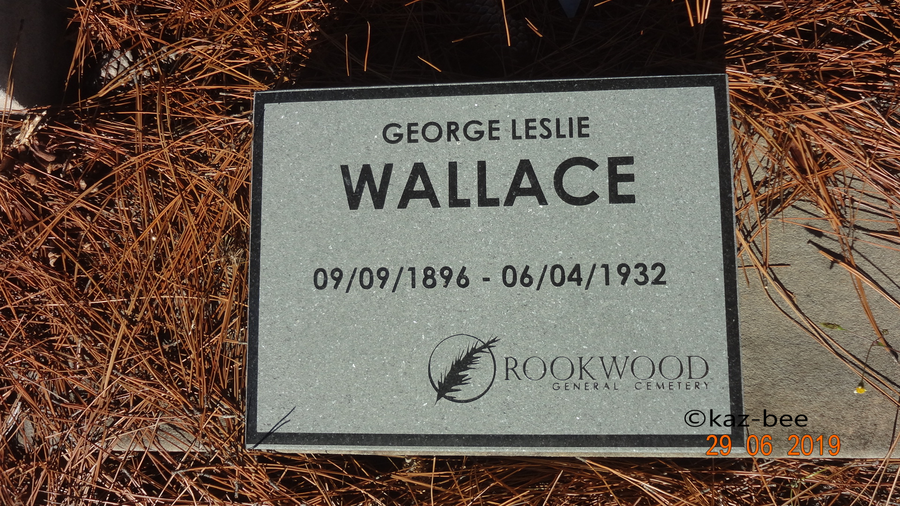 GEORGE LESLIE
WALLACE
09/09/1896 - 06/04/1932
ROOKWOOD
GENERAL CEMETERY
©kaz-bee
29 06 2019